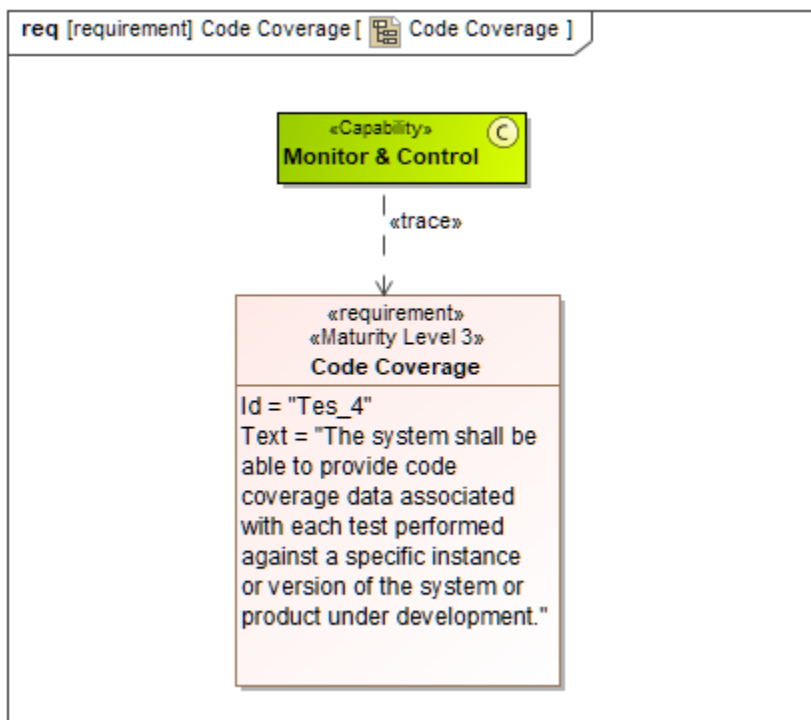 req [requirement] Code Coverage [ Code Coverage ]
«Capability»
C
Monitor & Control
«trace»
«requirement»
«Maturity Level 3»
Code Coverage
Id = "Tes_4"
Text = "The system shall be
able to provide code
coverage data associated
with each test performed
against a specific instance
or version of the system or
product under development."